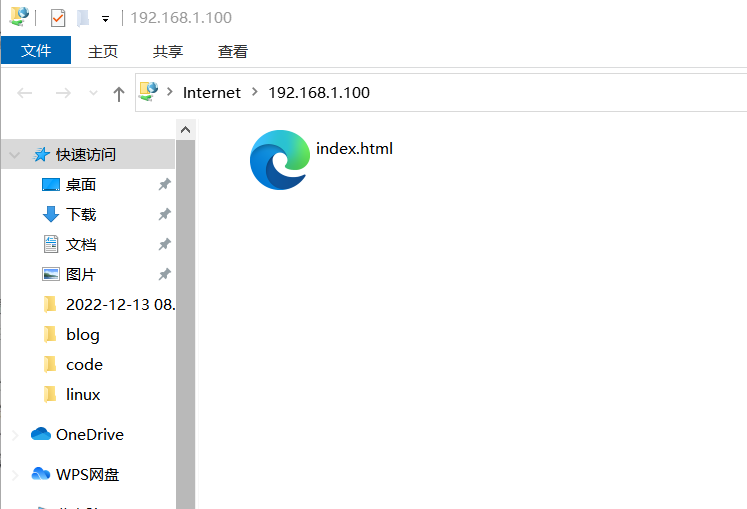 192.168.1.100
文件 主页 共享 查看
Internet 192.168.1.100
快速访问
index.html
桌面
下载
文档
图片
2022-12-13 08.
blog
code
linux
OneDrive
WPS网盘